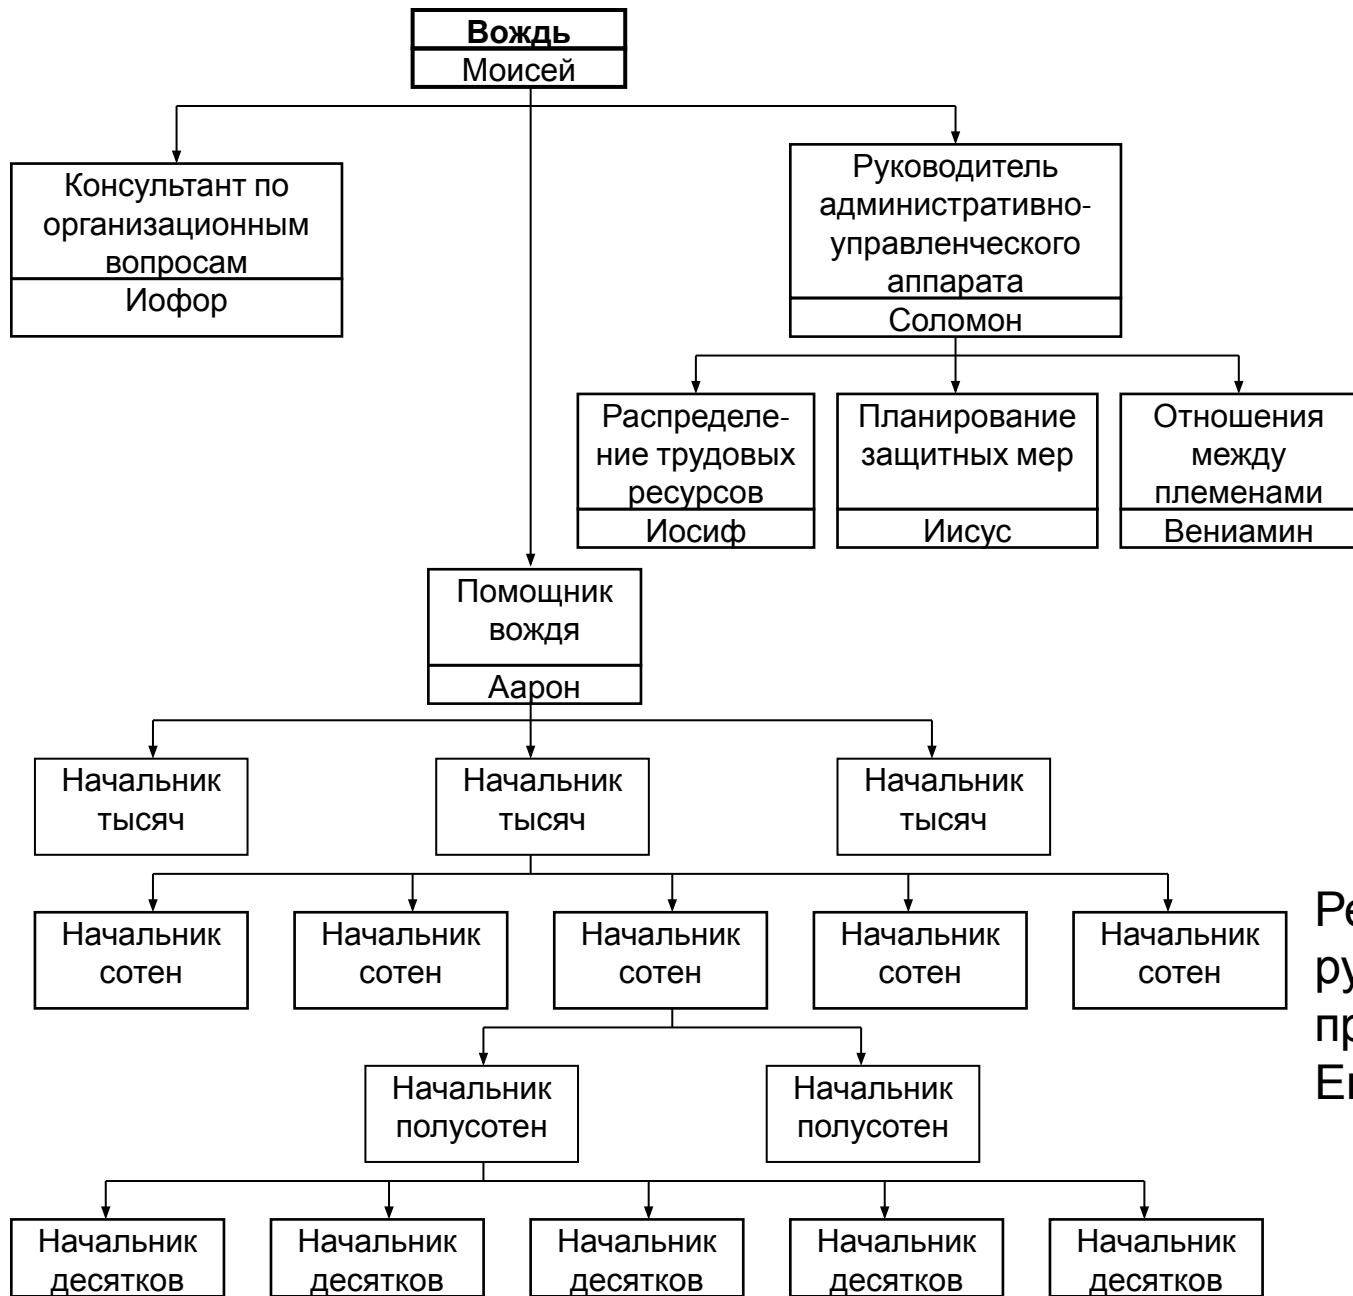 Вождь
Моисей
Консультант по
организационным
вопросам
Иофор
Руководитель
административно-
управленческого
аппарата
Соломон
Распределе-
ние трудовых
ресурсов
Иосиф
Планирование
защитных мер
Иисус
Отношения
между
племенами
Вениамин
Помощник
вождя
Аарон
Начальник
тысяч
Начальник
тысяч
Начальник
тысяч
Начальник
сотен
Начальник
сотен
Начальник
сотен
Начальник
сотен
Начальник
сотен
Начальник
полусотен
Начальник
полусотен
Начальник
десятков
Начальник
десятков
Начальник
десятков
Начальник
десятков
Начальник
десятков